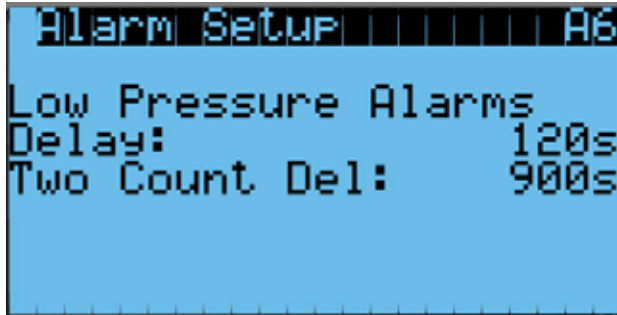 Alarm Setup A6
Low Pressure Alarms
Delay: 120s
Two Count Del: 900s